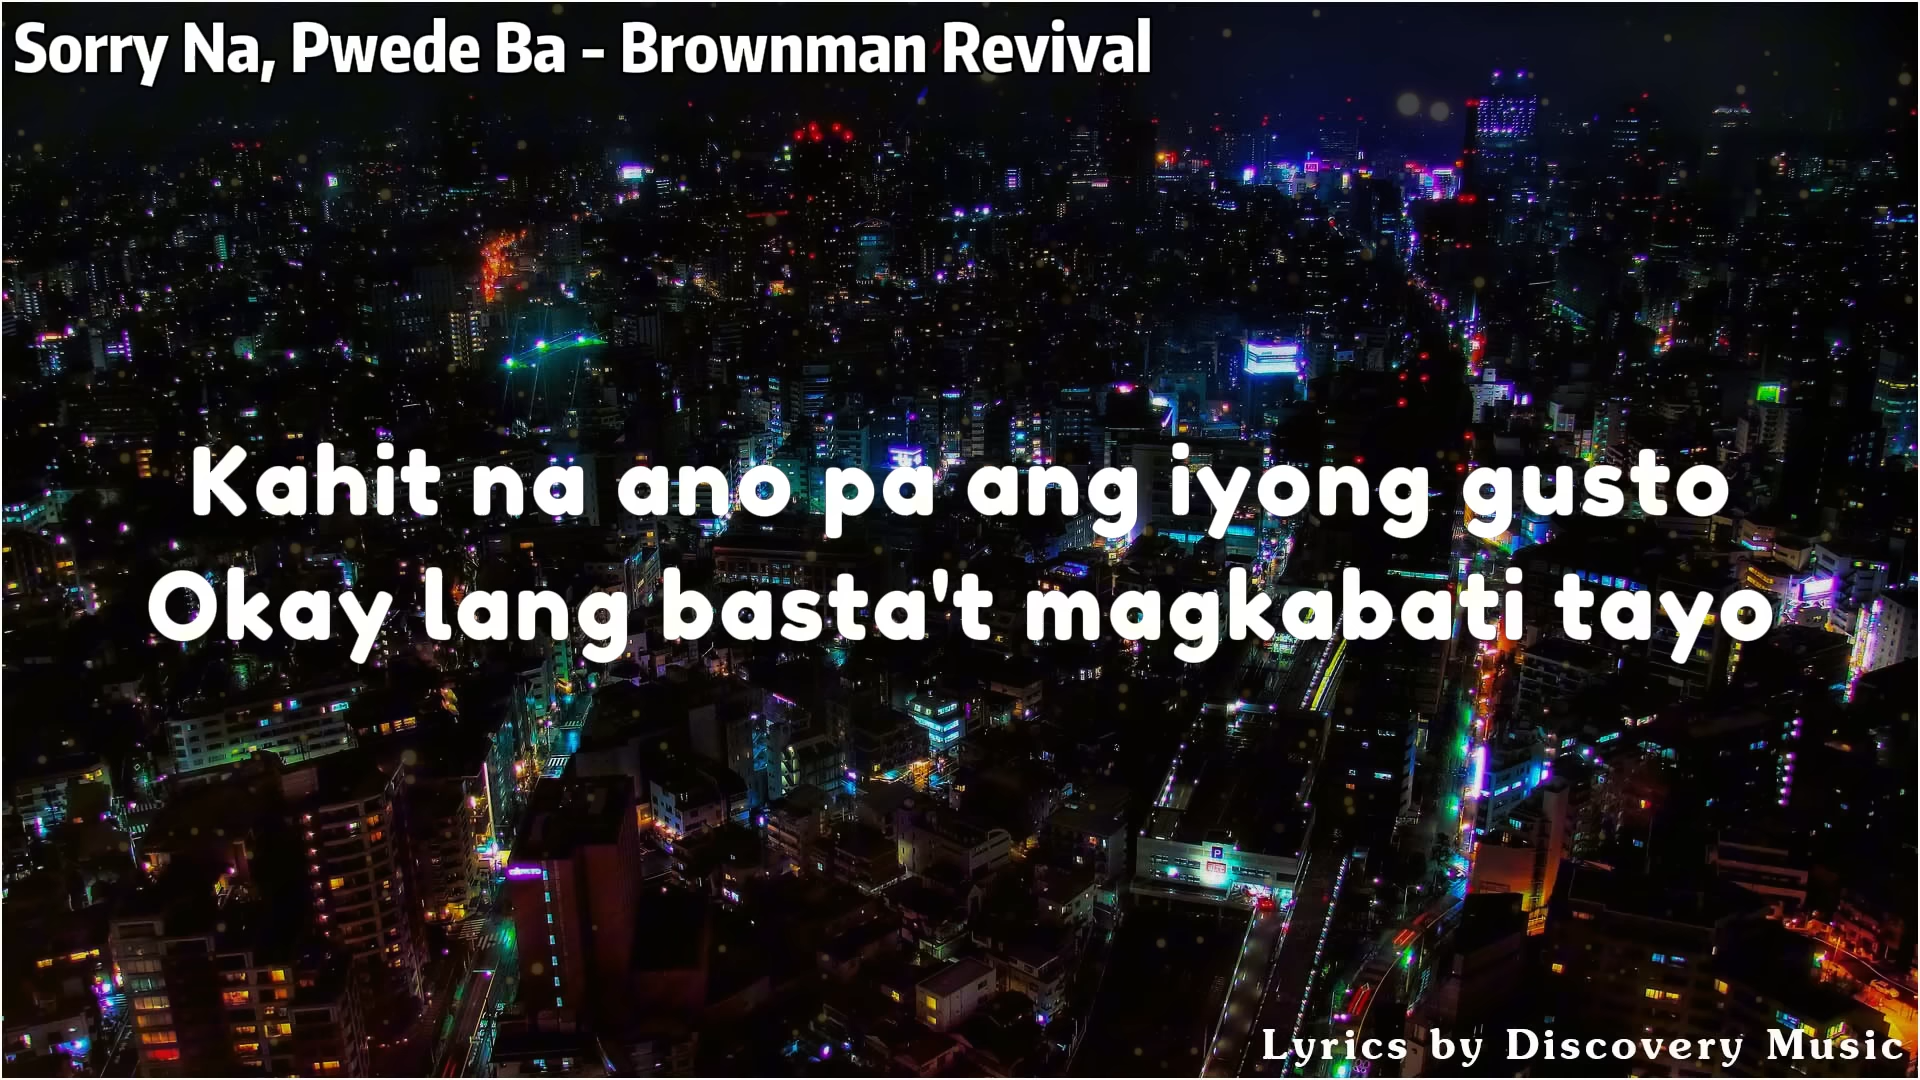 Sorry Na, Pwede Ba - Brownman Revival
Kahit na ano pa ang iyong gusto
Okay lang basta't magkabati tayo
P
Lyrics by Discovery Music